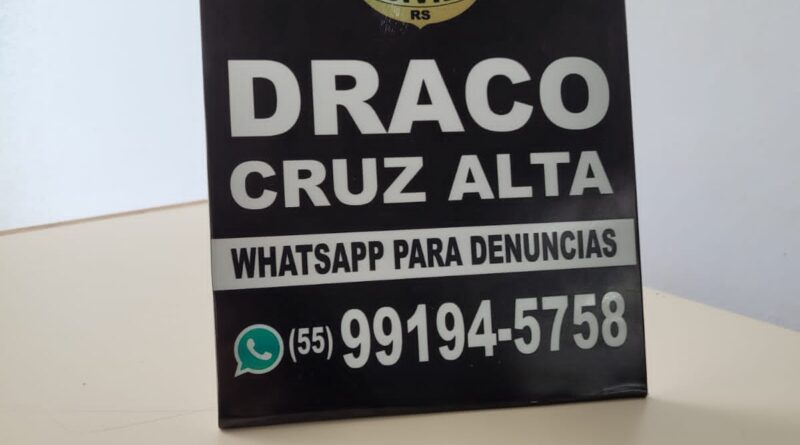 RS
DRACO
CRUZ ALTA
WHATSAPP PARA DENUNCIAS
(55) 99194-5758